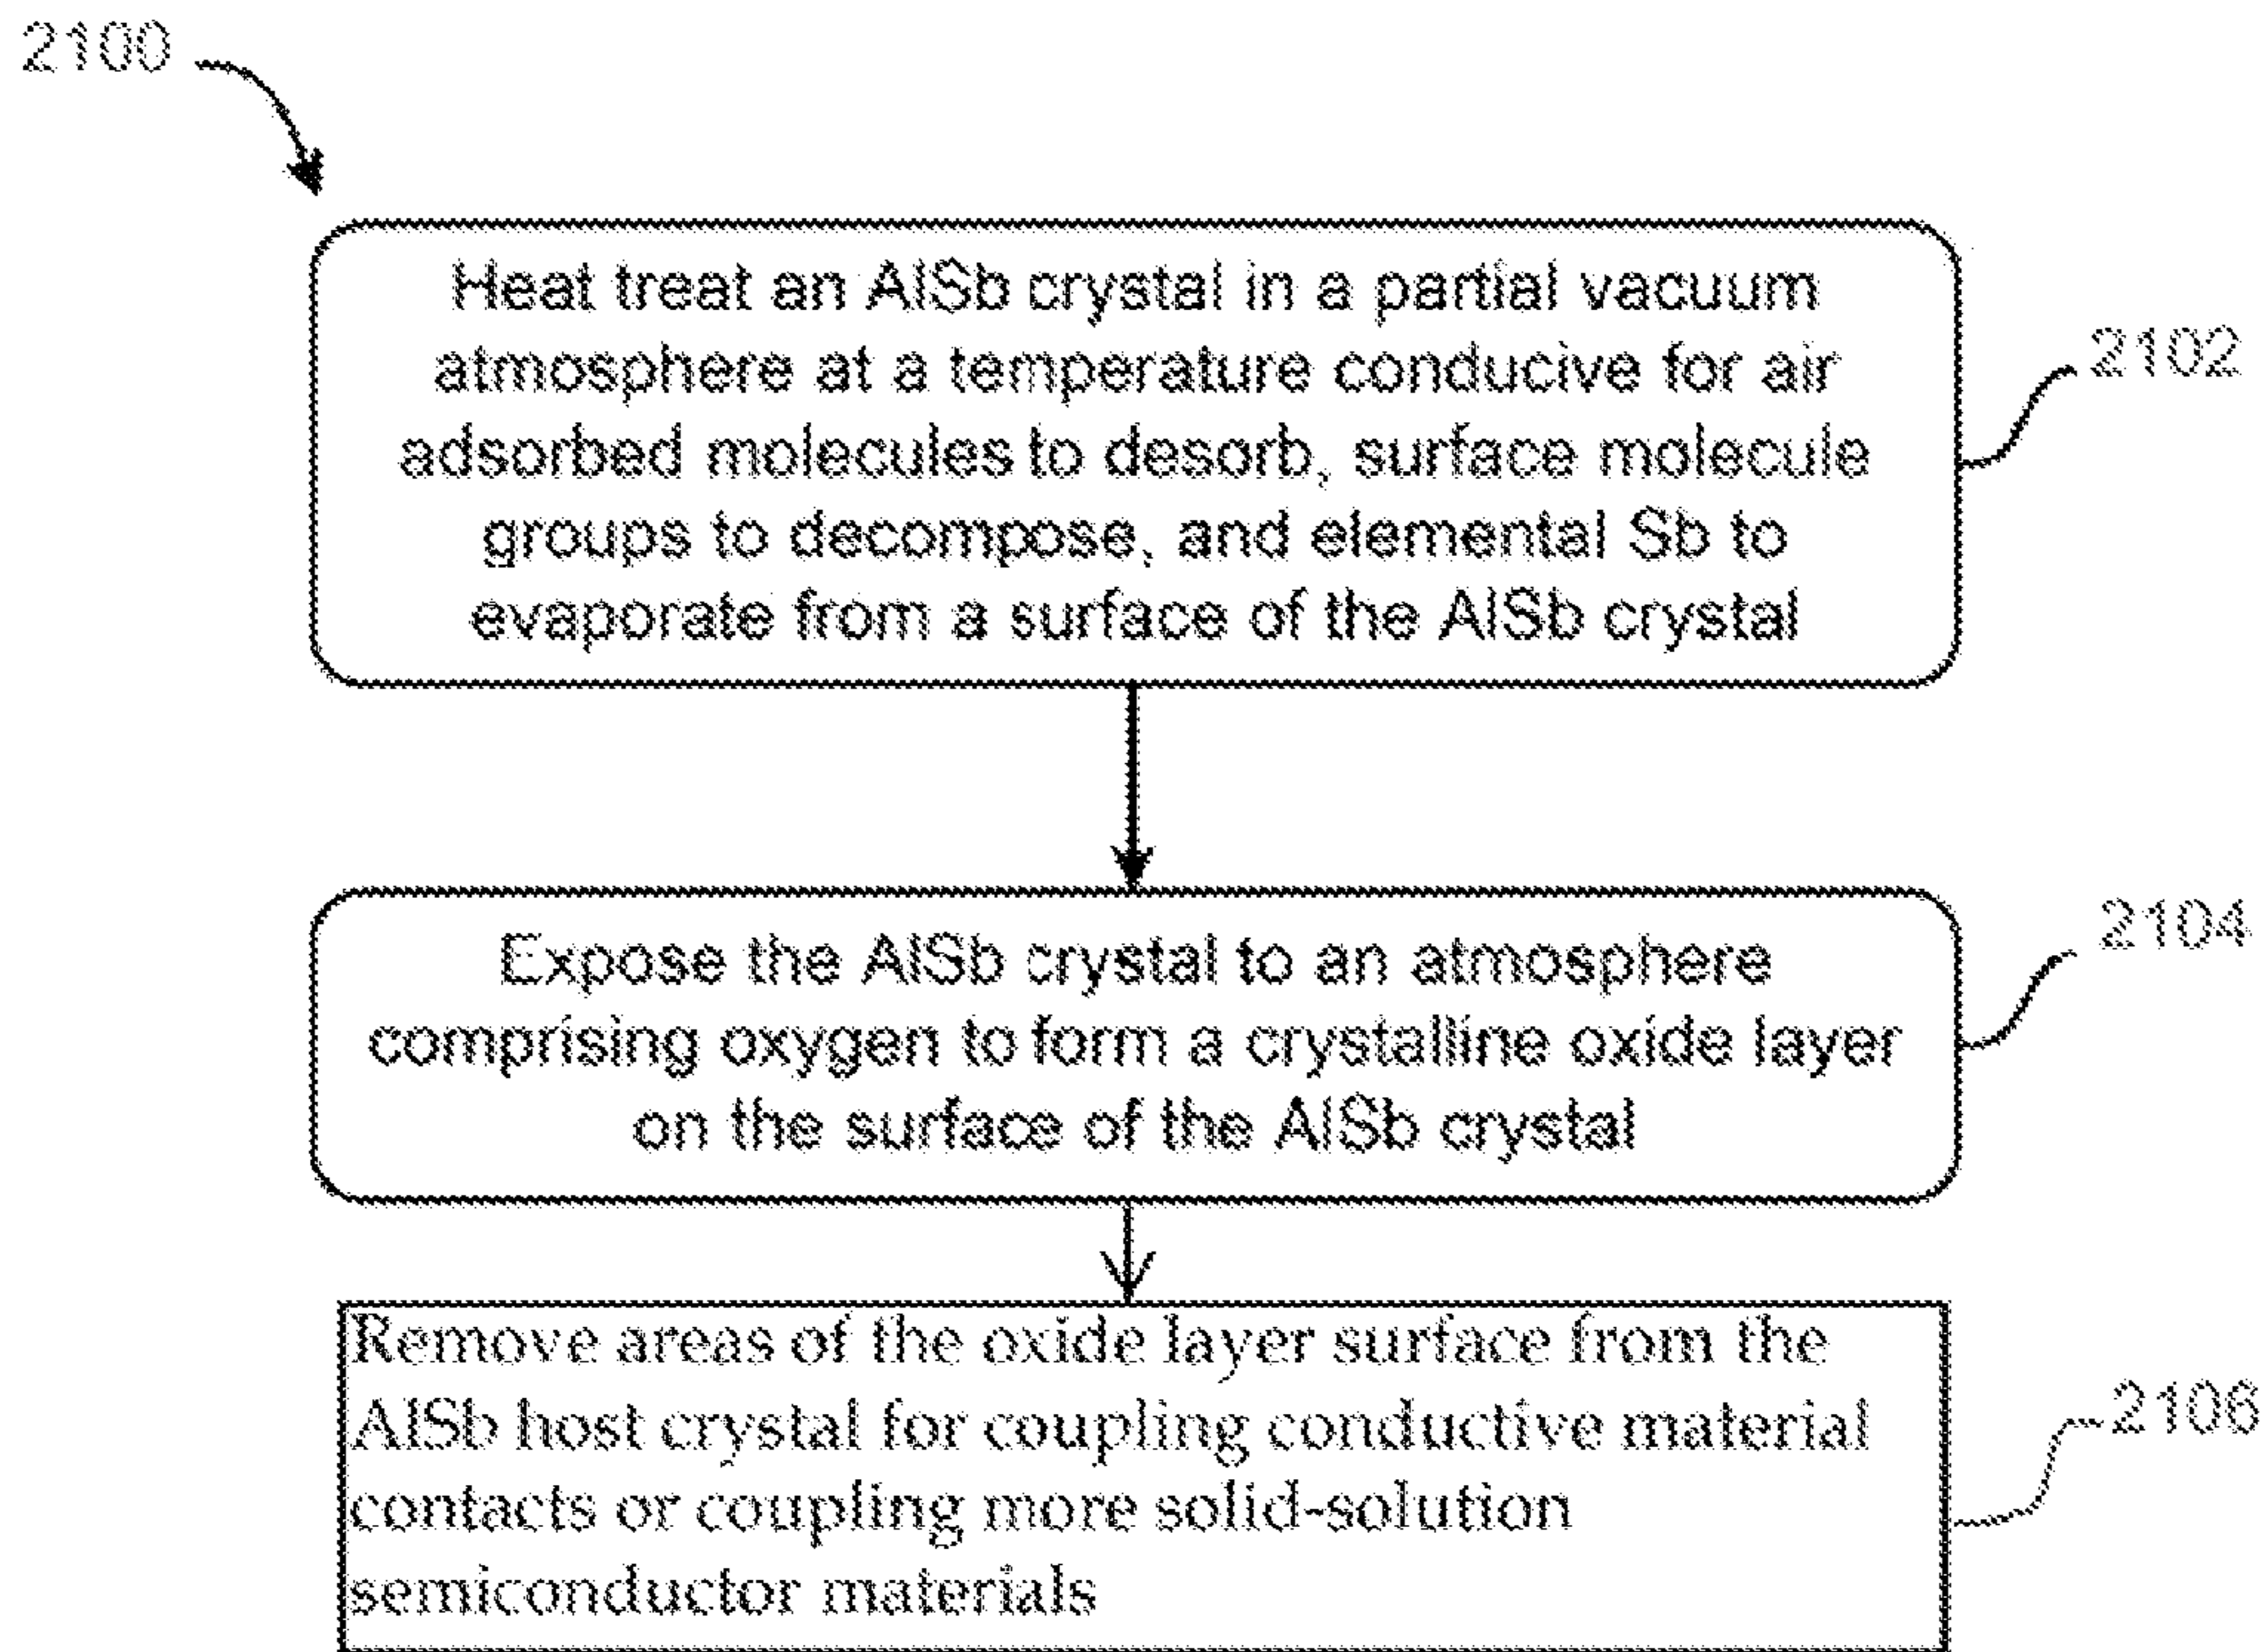 2100
Heat treat an AlSb crystal in a partial vacuum
atmosphere at a temperature conducive for air
adsorbed molecules to desorb, surface molecule
groups to decompose, and elemental Sb to
evaporate from a surface of the AlSb crystal
2102
Expose the AlSb crystal to an atmosphere
comprising oxygen to form a crystalline oxide layer
on the surface of the AlSb crystal
2104
Remove areas of the oxide layer surface from the
AlSb host crystal for coupling conductive material
contacts or coupling more solid-solution
semiconductor materials
2106